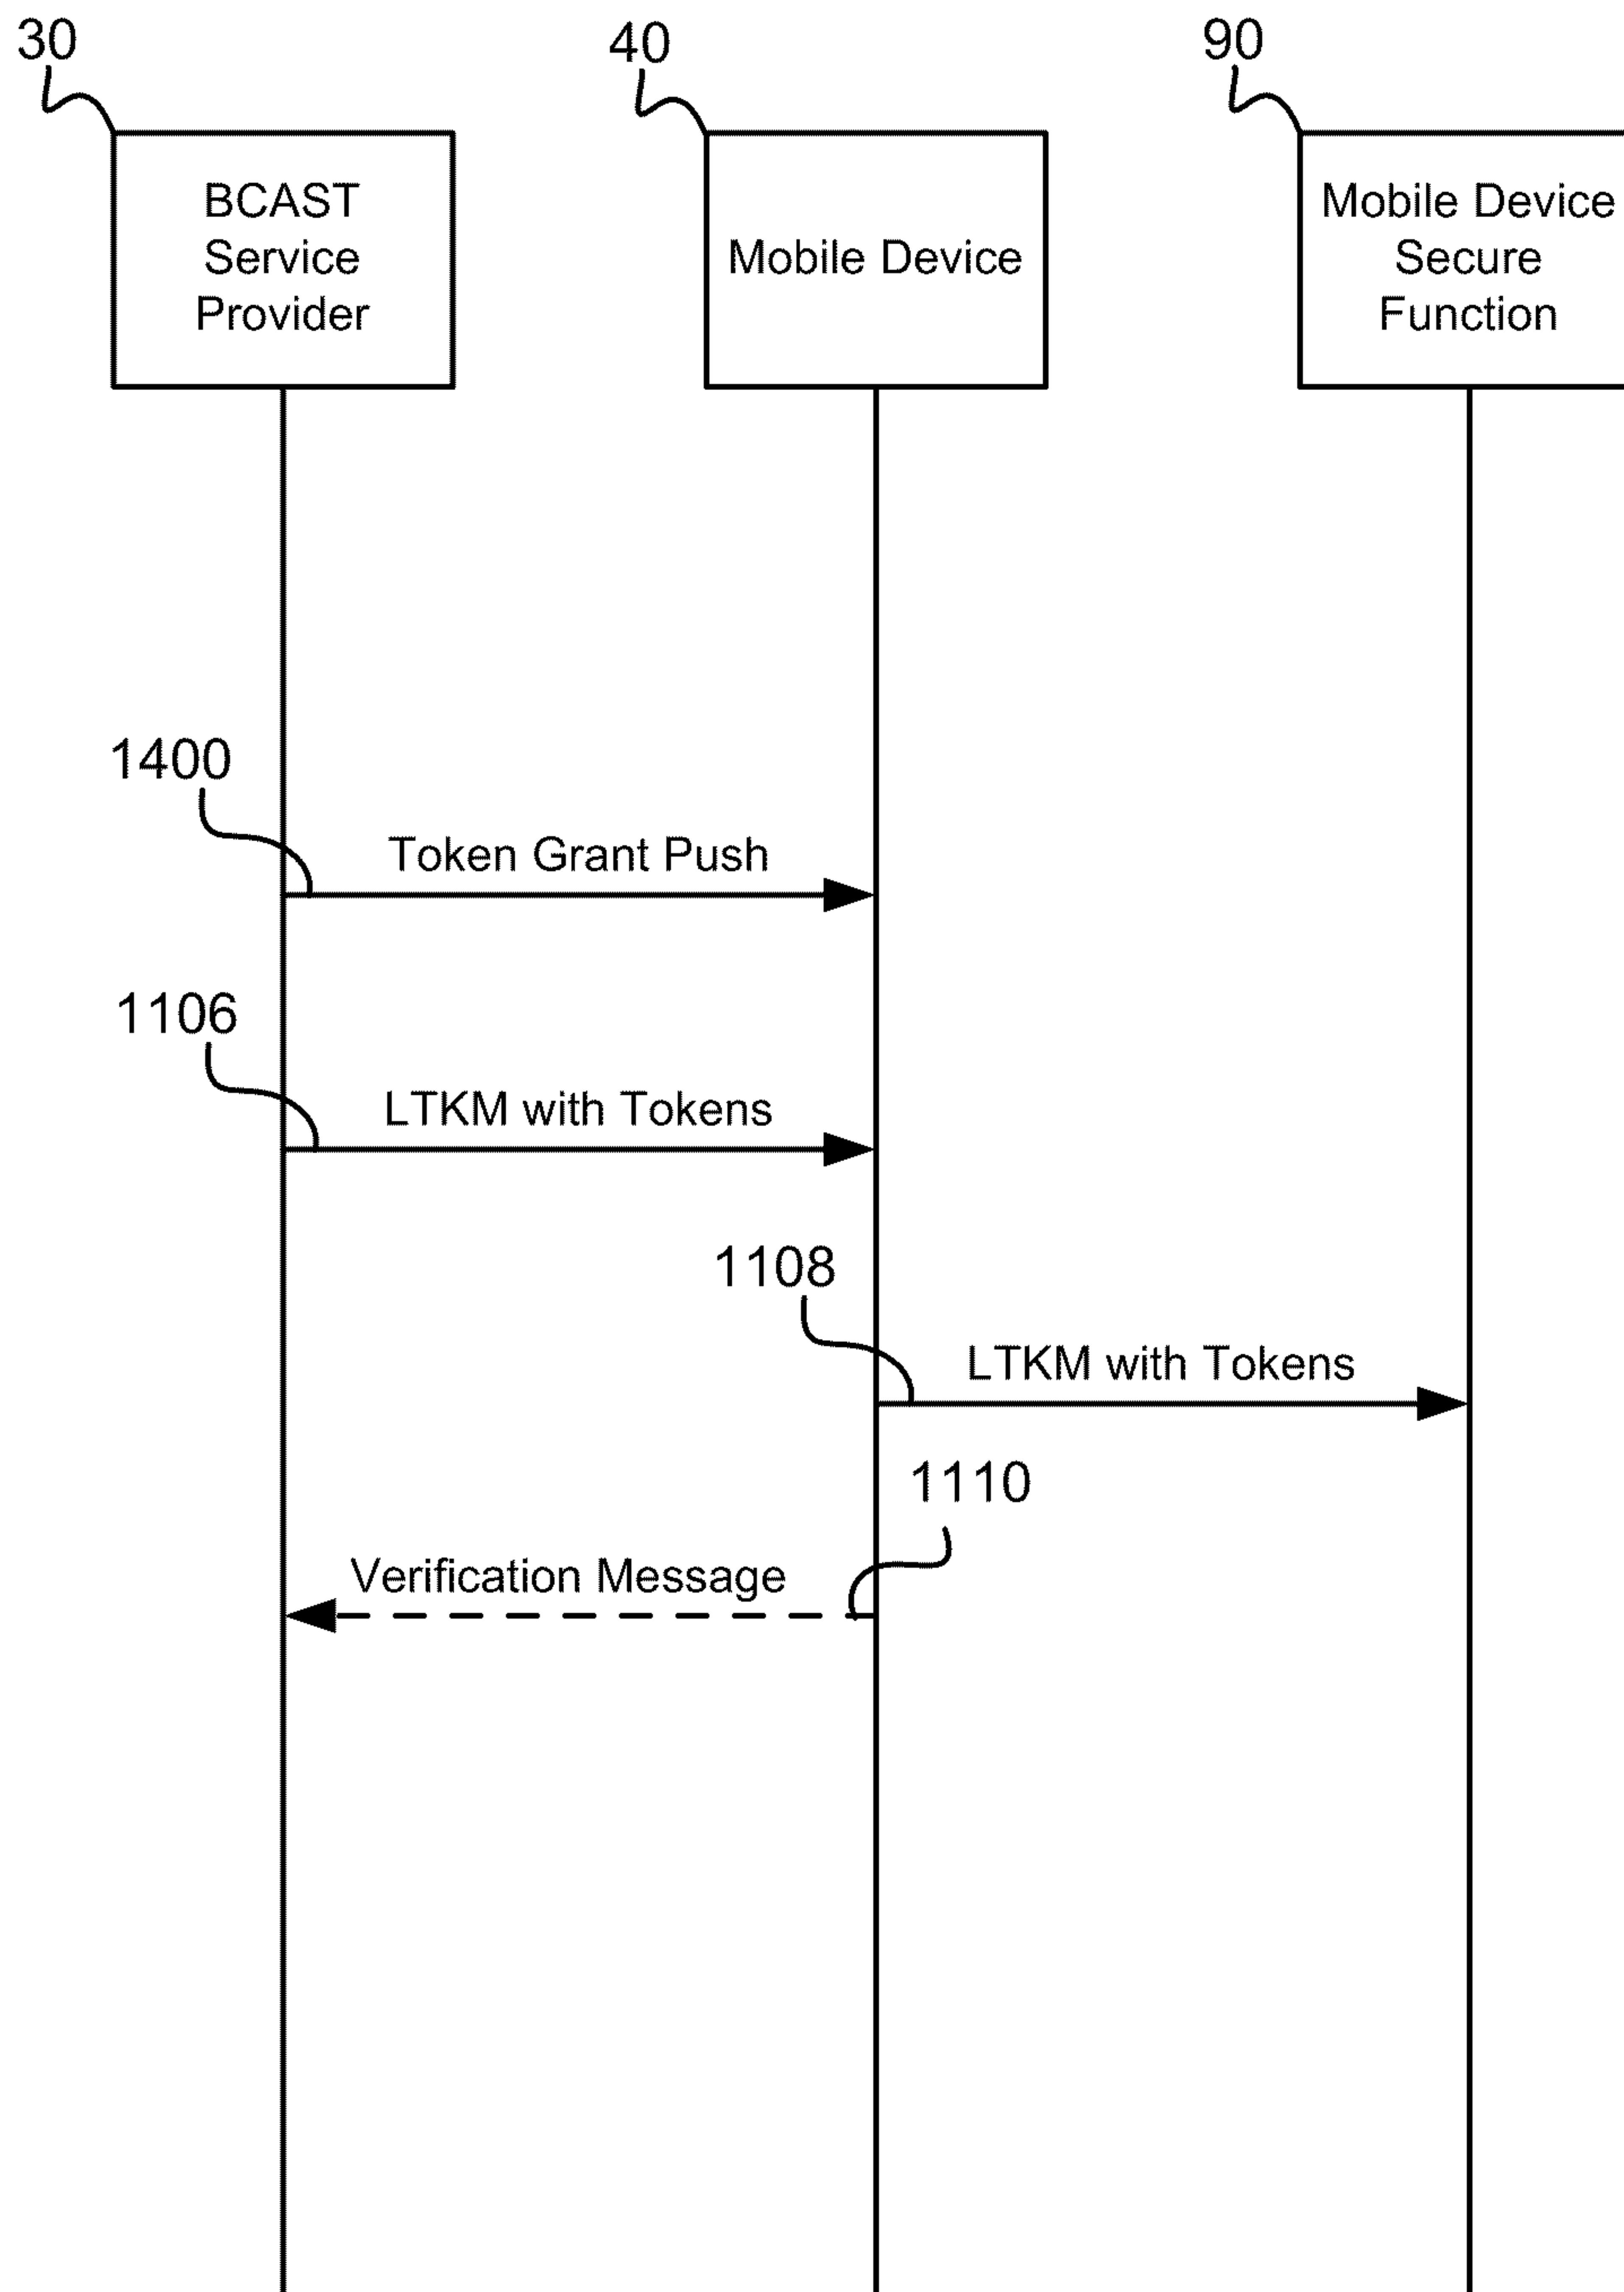 30
40
90
BCAST
Service
Provider
Mobile Device
Mobile Device
Secure
Function
1400
Token Grant Push
1106
LTKM with Tokens
1108
LTKM with Tokens
1110
Verification Message